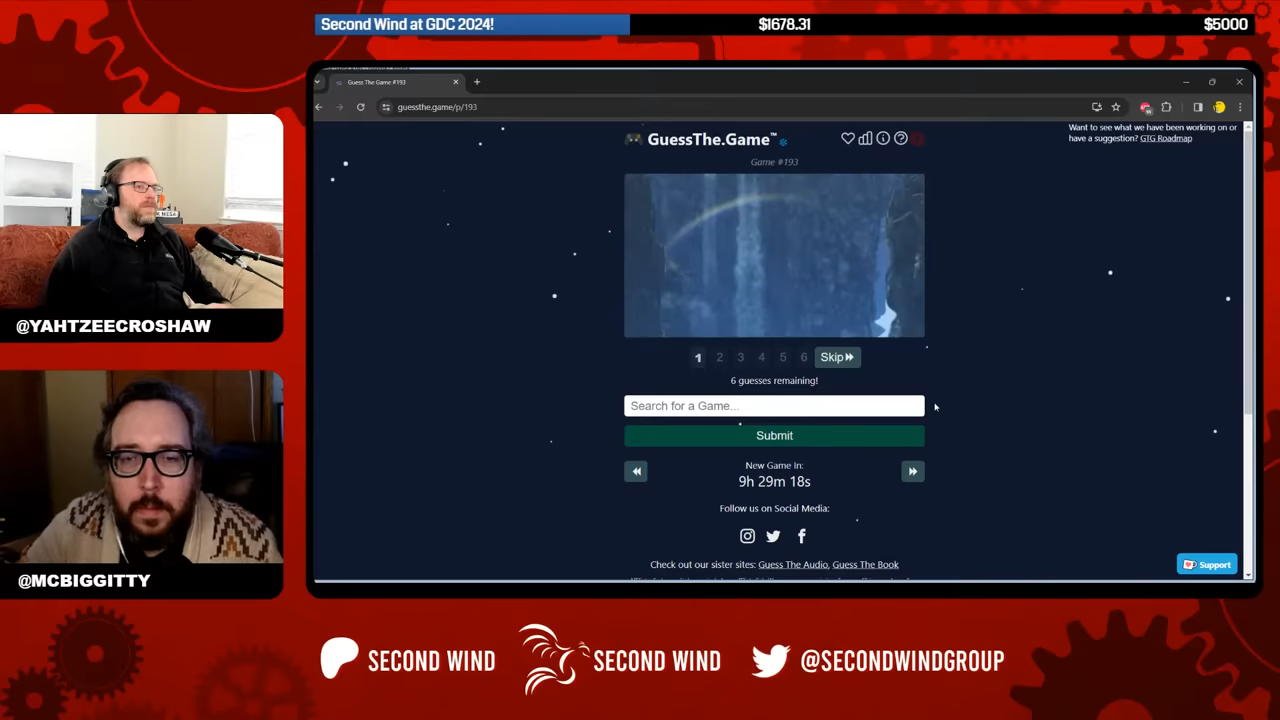 Second Wind at GDC 2024!
$1678.31
$5000
Guess The Game #193
guessthe.game/p/193
GuessThe.Game™
Want to see what we have been working on or
have a suggestion? GTG Roadmap
Game #193
1 2 3 4 5 6 Skip
6 guesses remaining!
Search for a Game...
Submit
New Game In:
9h 29m 18s
Follow us on Social Media:
Check out our sister sites: Guess The Audio, Guess The Book
Support
@YAHTZEECROSHAW
@MCBIGGITTY
SECOND WIND
SECOND WIND
@SECONDWINDGROUP